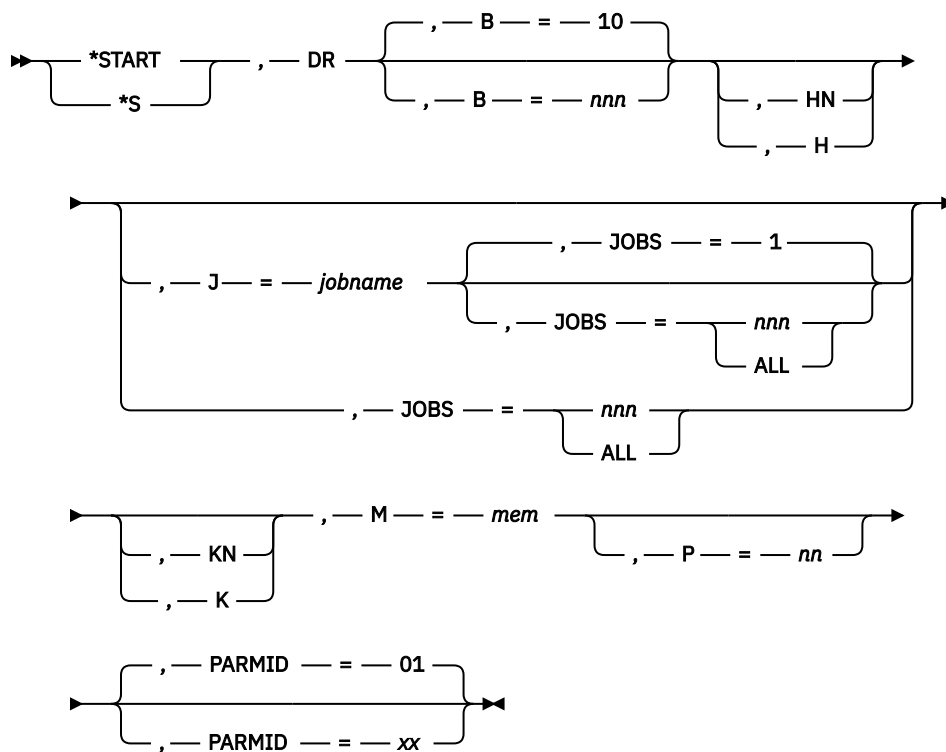 , B = 10
*START , DR
*S , B = nnn , HN
, H
, JOBS = 1
, J = jobname
, JOBS = nnn
ALL
, JOBS = nnn
ALL
, M = mem
, KN , P = nn
, K
, PARMID = 01
, PARMID = xx